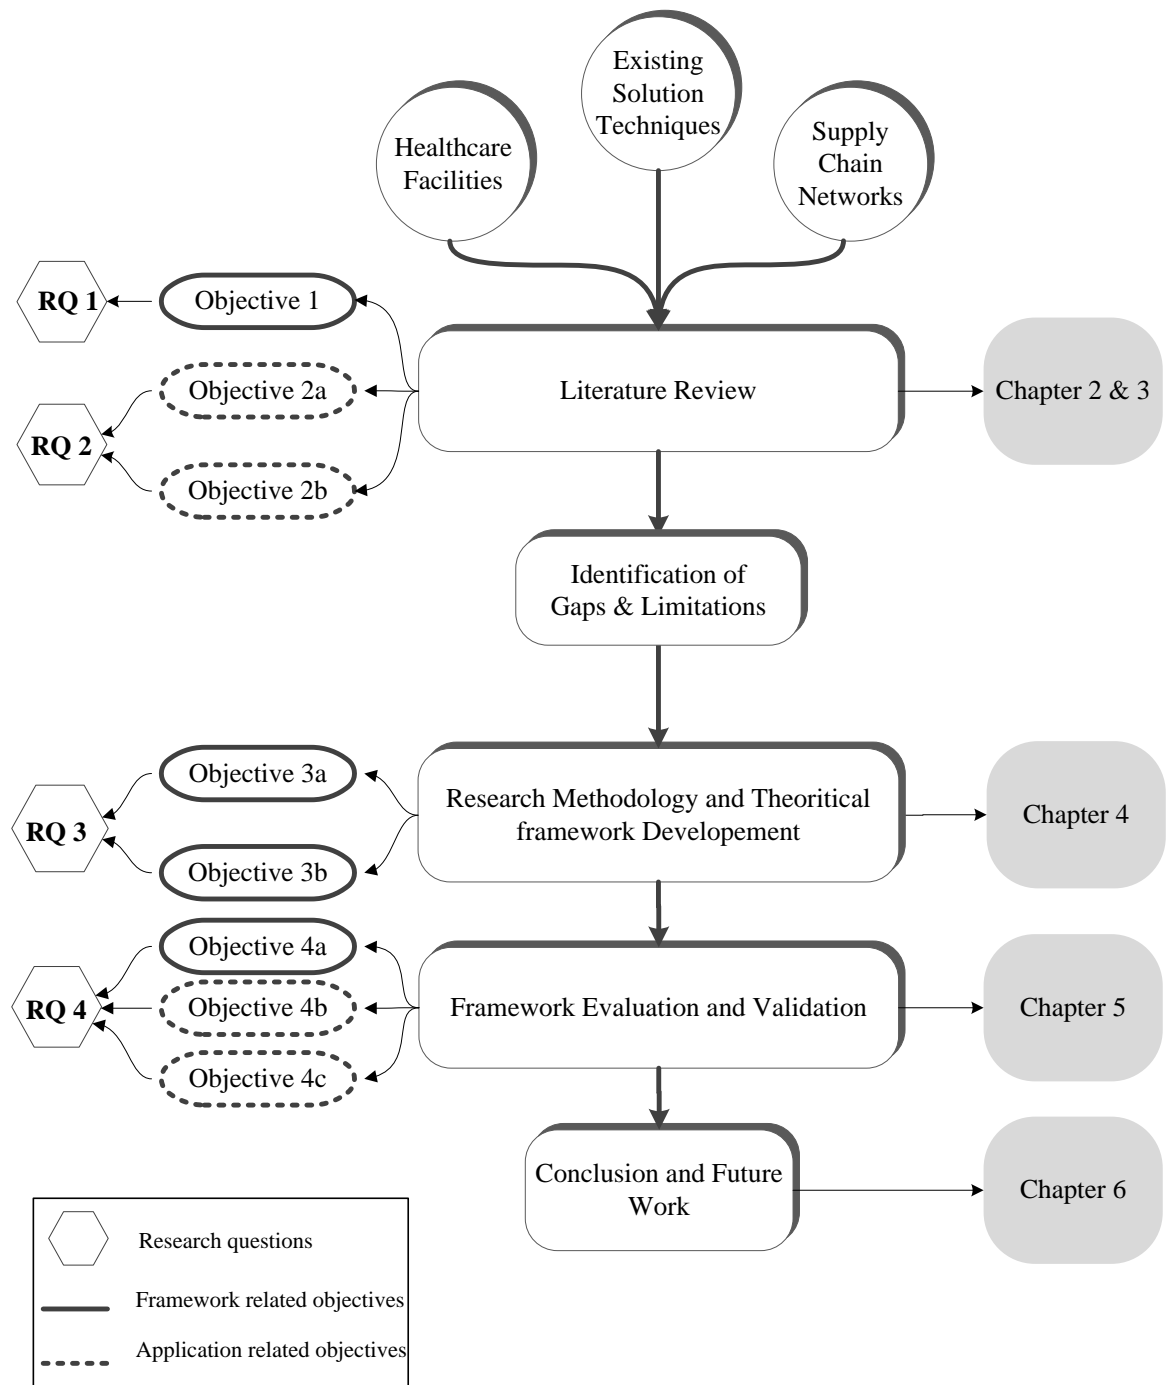 Existing
Solution
Techniques
Healthcare
Facilities
Supply
Chain
Networks
RQ 1
Objective 1
Objective 2a
RQ 2
Objective 2b
Literature Review
Chapter 2 & 3
Identification of
Gaps & Limitations
Objective 3a
RQ 3
Objective 3b
Research Methodology and Theoritical
framework Developement
Chapter 4
Objective 4a
RQ 4
Objective 4b
Objective 4c
Framework Evaluation and Validation
Chapter 5
Conclusion and Future
Work
Chapter 6
Research questions
Framework related objectives
Application related objectives